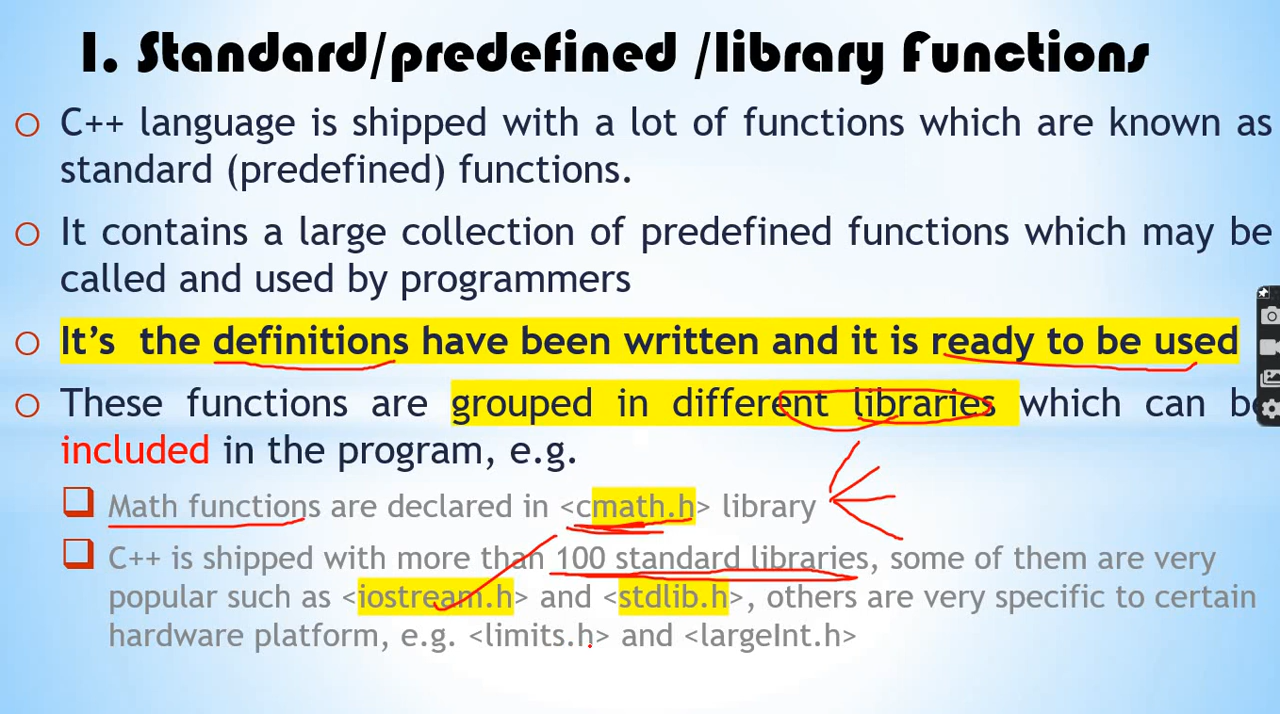 I. Standard/predefined /library Functions
C++ language is shipped with a lot of functions which are known as
standard (predefined) functions.
It contains a large collection of predefined functions which may be
called and used by programmers
It's the definitions have been written and it is ready to be used
These functions are grouped in different libraries which can be
included in the program, e.g.
Math functions are declared in <cmath.h> library
C++ is shipped with more than 100 standard libraries, some of them are very
popular such as <iostream.h> and <stdlib.h>, others are very specific to certain
hardware platform, e.g. <limits.h> and <largeInt.h>